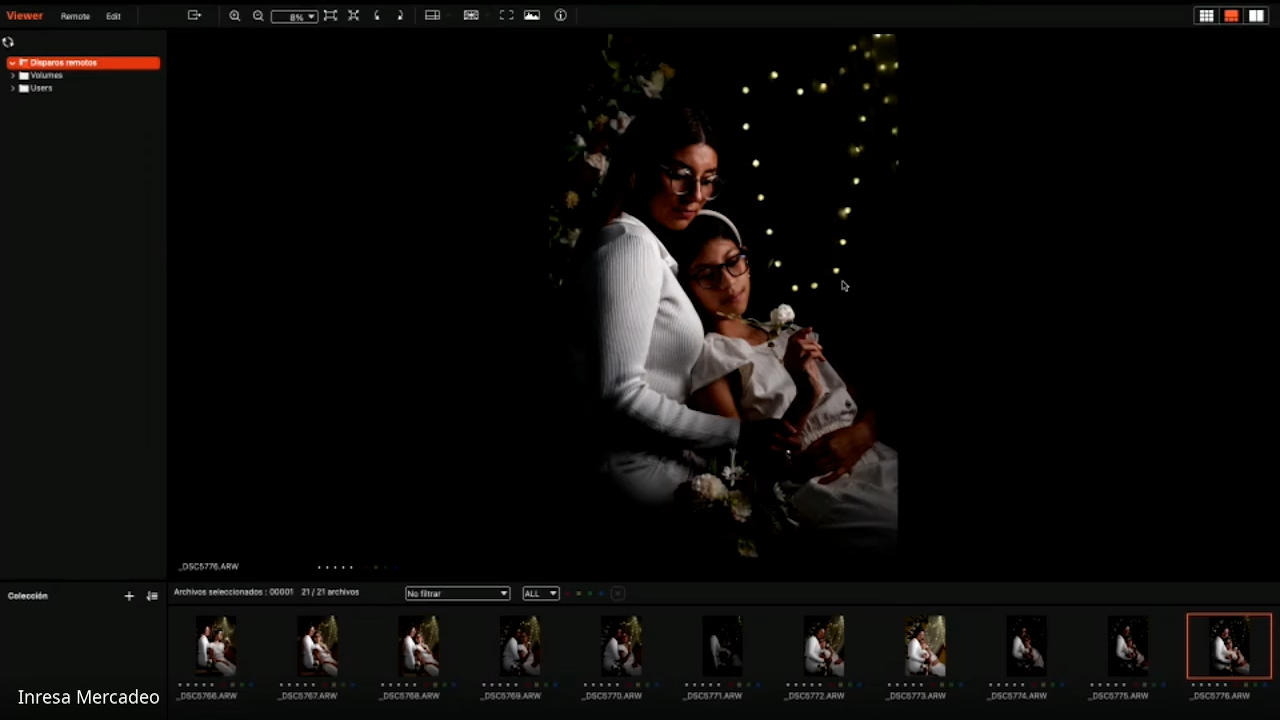 Viewer Remote Edit 8%
Disparos remotos
Volumes
Users
_DSC5776.ARW
Colección
Archivos seleccionados : 00001 21 / 21 archivos No filtrar ALL
_DSC5766.ARW _DSC5767.ARW _DSC5768.ARW _DSC5769.ARW _DSC5770.ARW _DSC5771.ARW _DSC5772.ARW _DSC5773.ARW _DSC5774.ARW _DSC5775.ARW _DSC5776.ARW
Inresa Mercadeo